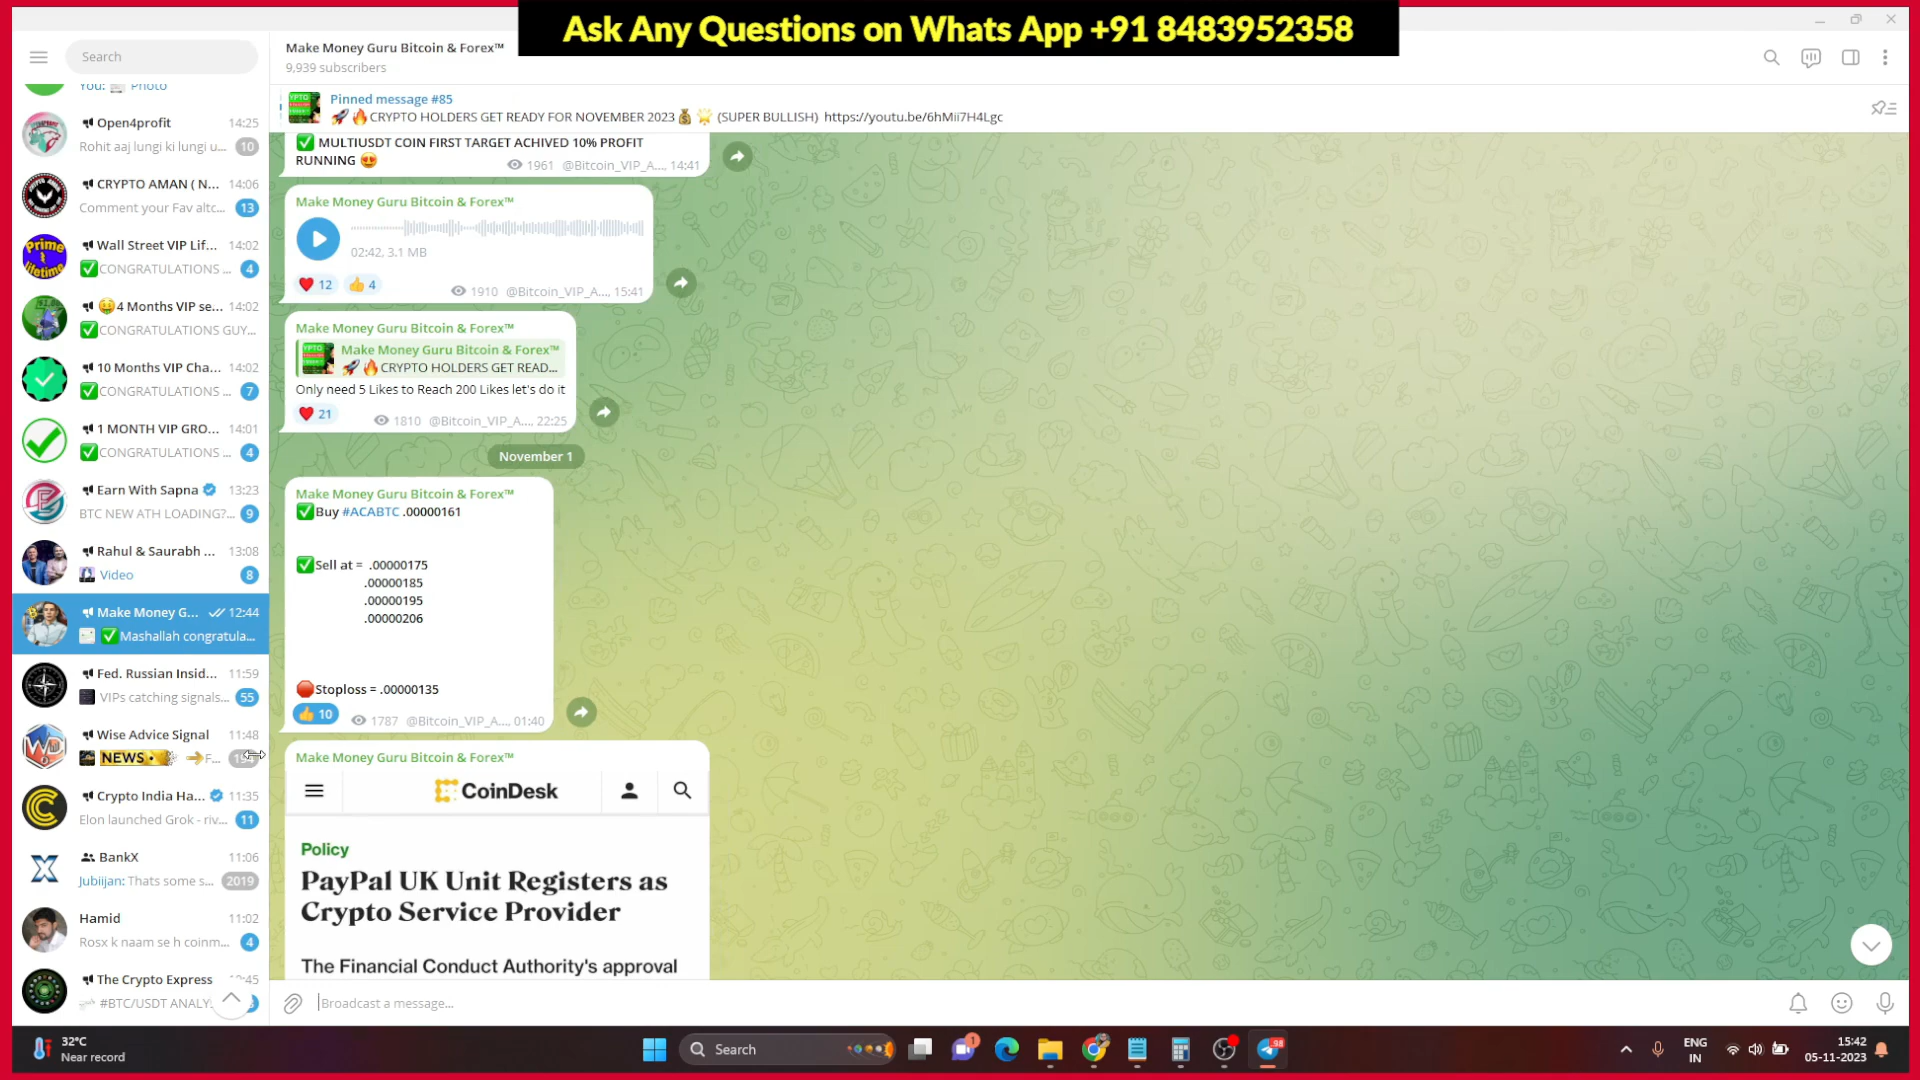 Ask Any Questions on Whats App +91 8483952358
Search
Make Money Guru Bitcoin & Forex™
9,939 subscribers
Pinned message #85
🚀🔥CRYPTO HOLDERS GET READY FOR NOVEMBER 2023💰🌟 (SUPER BULLISH) https://youtu.be/6hMii7H4Lgc
You: Photo
Open4profit 14:25
Rohit aaj lungi ki lungi u... 10
CRYPTO AMAN ( N... 14:06
Comment your Fav altc... 13
Wall Street VIP Lif... 14:02
✅CONGRATULATIONS ... 4
🤑4 Months VIP se... 14:02
✅CONGRATULATIONS GUY...
10 Months VIP Cha... 14:02
✅CONGRATULATIONS ... 7
1 MONTH VIP GRO... 14:01
✅CONGRATULATIONS ... 4
Earn With Sapna 13:23
BTC NEW ATH LOADING?... 9
Rahul & Saurabh ... 13:08
Video 8
Make Money G... 12:44
✅Mashallah congratula...
Fed. Russian Insid... 11:59
VIPs catching signals... 55
Wise Advice Signal 11:48
NEWS F...
Crypto India Ha... 11:35
Elon launched Grok - riv... 11
BankX 11:06
Jubiijan: Thats some s... 2019
Hamid 11:02
Rosx k naam se h coinm... 4
The Crypto Express
#BTC/USDT ANALY...
✅ MULTIUSDT COIN FIRST TARGET ACHIVED 10% PROFIT
RUNNING 😍 1961 @Bitcoin_VIP_A..., 14:41
Make Money Guru Bitcoin & Forex™
02:42, 3.1 MB
❤ 12 👍 4 1910 @Bitcoin_VIP_A..., 15:41
Make Money Guru Bitcoin & Forex™
Make Money Guru Bitcoin & Forex™
🚀🔥CRYPTO HOLDERS GET READ...
Only need 5 Likes to Reach 200 Likes let's do it
❤ 21 1810 @Bitcoin_VIP_A..., 22:25
November 1
Make Money Guru Bitcoin & Forex™
✅Buy #ACABTC .00000161
✅Sell at = .00000175
.00000185
.00000195
.00000206
🛑Stoploss = .00000135
👍 10 1787 @Bitcoin_VIP_A..., 01:40
Make Money Guru Bitcoin & Forex™
CoinDesk
Policy
PayPal UK Unit Registers as
Crypto Service Provider
The Financial Conduct Authority's approval
Broadcast a message...
32°C
Near record
Search
ENG
IN
15:42
05-11-2023